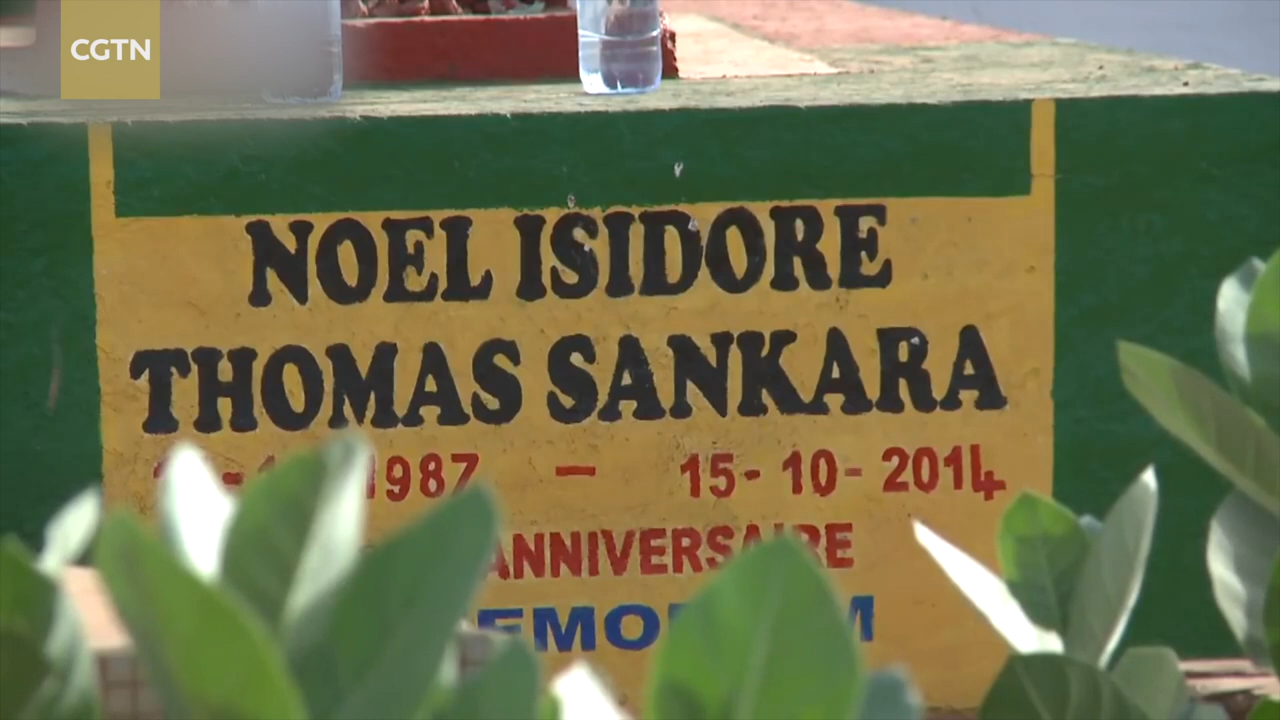 CGTN
NOEL ISIDORE
THOMAS SANKARA
1987 - 15-10-2014
ANNIVERSAIRE